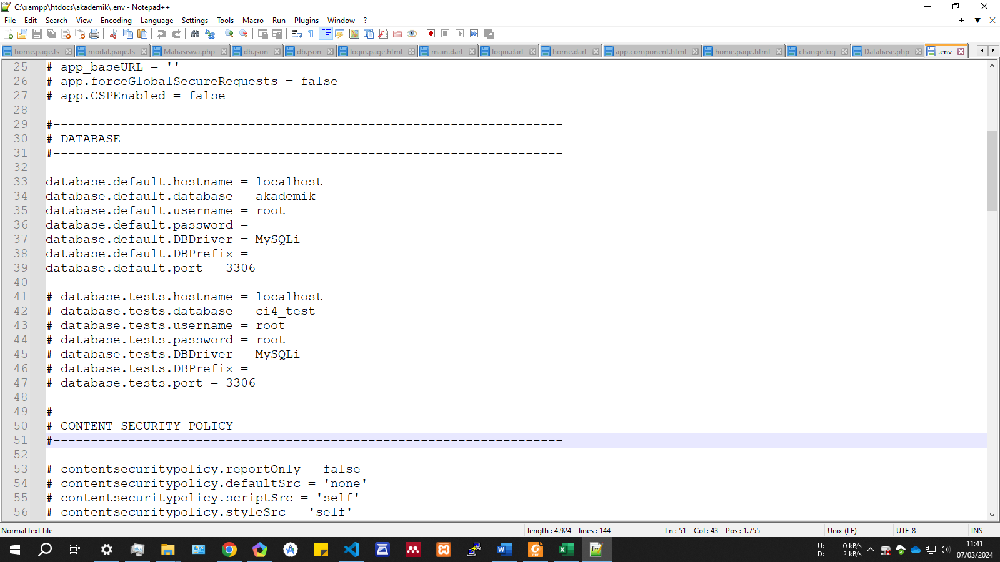 C:\xampp\htdocs\akademik\.env - Notepad++
File Edit Search View Encoding Language Settings Tools Macro Run Plugins Window ?
home.page.ts modal.page.ts Mahasiswa.php db.json db.json login.page.html main.dart login.dart home.dart app.component.html home.page.html change.log Database.php .env
25 # app_baseURL = ''
26 # app.forceGlobalSecureRequests = false
27 # app.CSPEnabled = false
28
29 #--------------------------------------------------------------------
30 # DATABASE
31 #--------------------------------------------------------------------
32
33 database.default.hostname = localhost
34 database.default.database = akademik
35 database.default.username = root
36 database.default.password =
37 database.default.DBDriver = MySQLi
38 database.default.DBPrefix =
39 database.default.port = 3306
40
41 # database.tests.hostname = localhost
42 # database.tests.database = ci4_test
43 # database.tests.username = root
44 # database.tests.password = root
45 # database.tests.DBDriver = MySQLi
46 # database.tests.DBPrefix =
47 # database.tests.port = 3306
48
49 #--------------------------------------------------------------------
50 # CONTENT SECURITY POLICY
51 #--------------------------------------------------------------------
52
53 # contentsecuritypolicy.reportOnly = false
54 # contentsecuritypolicy.defaultSrc = 'none'
55 # contentsecuritypolicy.scriptSrc = 'self'
56 # contentsecuritypolicy.styleSrc = 'self'
Normal text file length : 4.924 lines : 144 Ln : 51 Col : 43 Pos : 1.755 Unix (LF) UTF-8 INS
U: 0 kB/s
D: 2 kB/s
11:41
07/03/2024